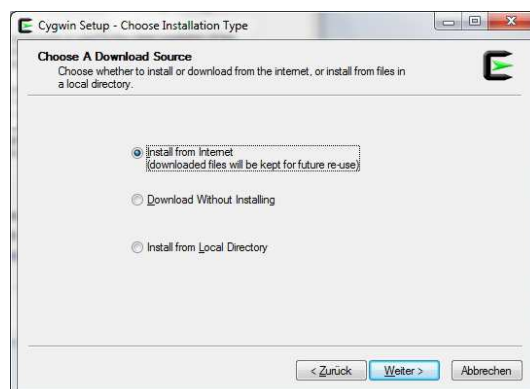 Cygwin Setup - Choose Installation Type
Choose A Download Source
Choose whether to install or download from the internet, or install from files in
a local directory.
Install from Internet
(downloaded files will be kept for future re-use)
Download Without Installing
Install from Local Directory
< Zurück
Weiter >
Abbrechen